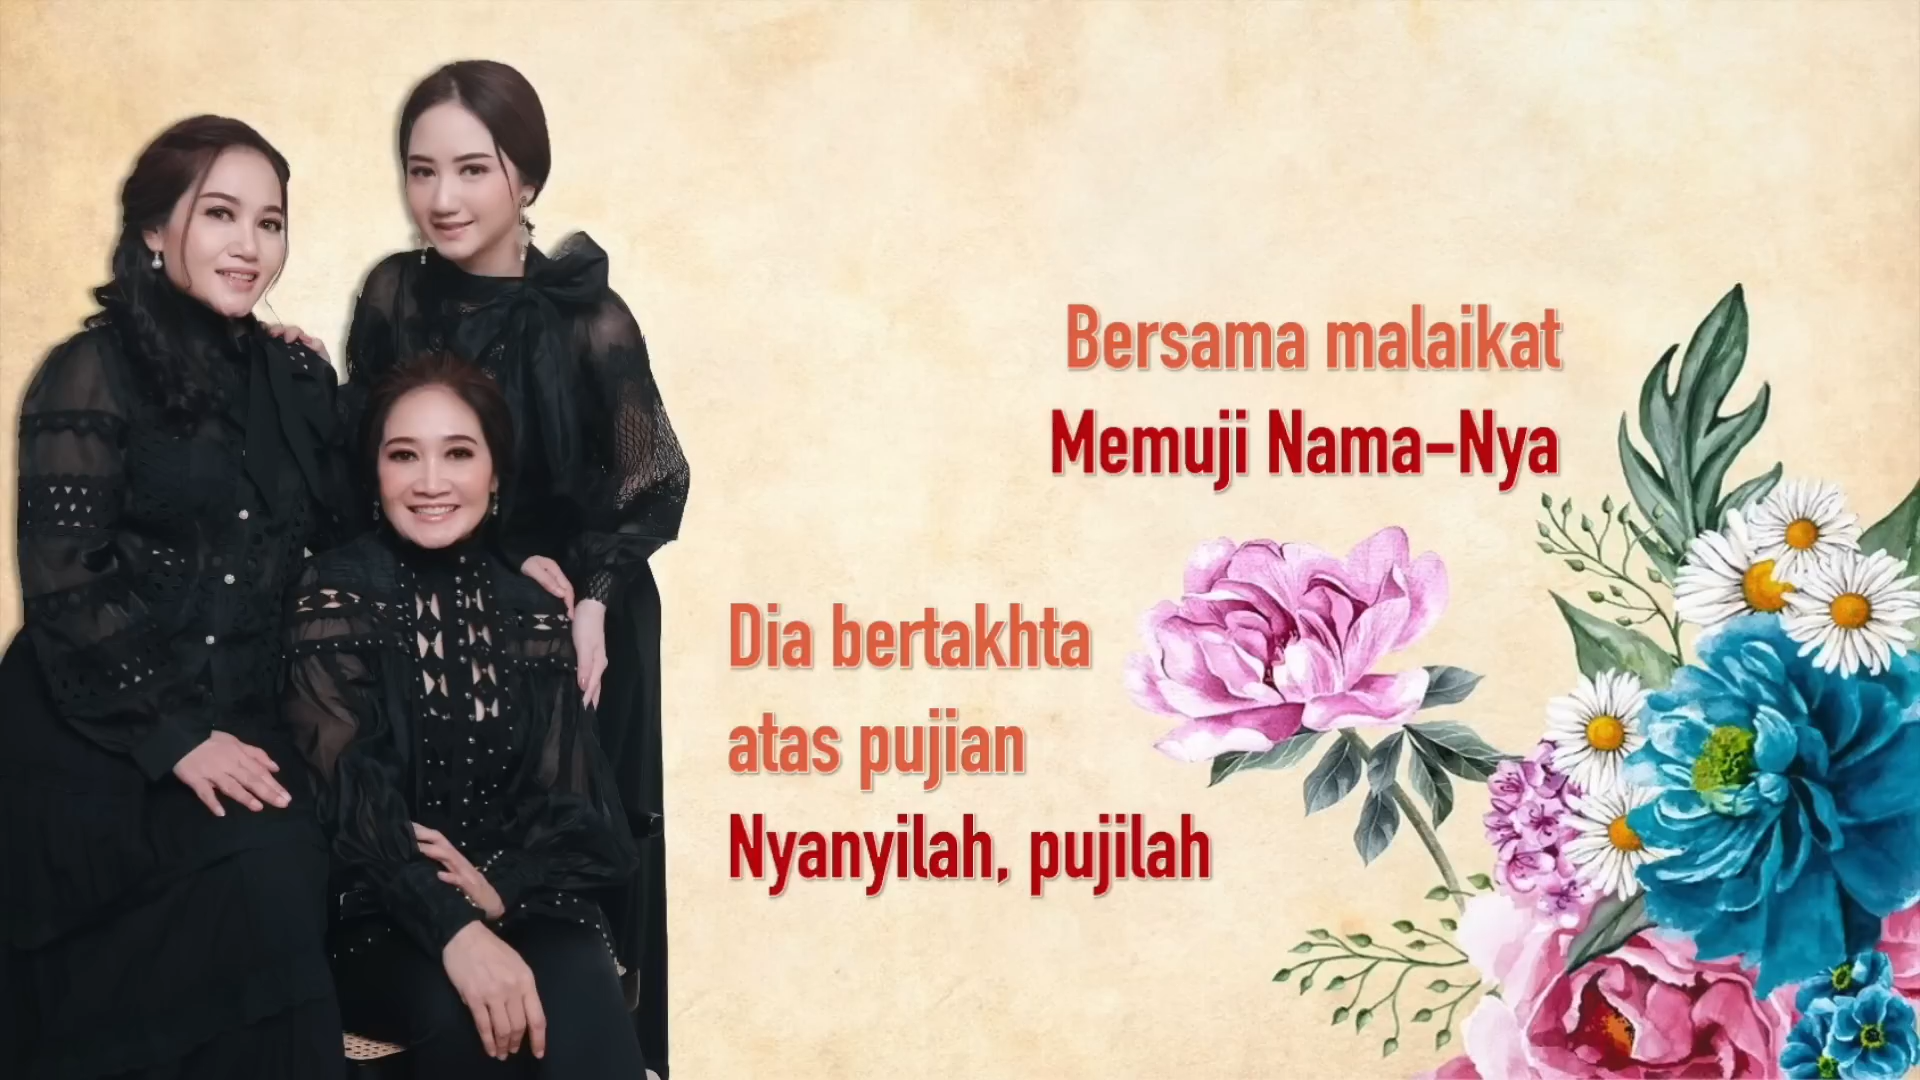 Bersama malaikat
Memuji Nama-Nya
Dia bertakhta
atas pujian
Nyanyilah, pujilah